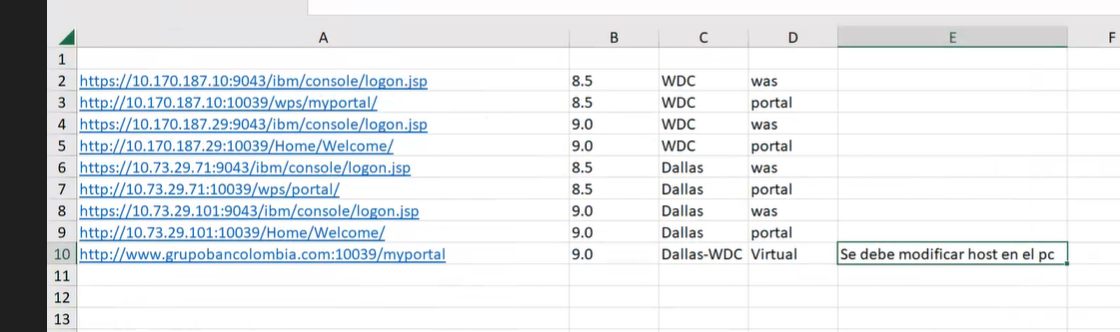 A B C D E F
1
2 https://10.170.187.10:9043/ibm/console/logon.jsp 8.5 WDC was
3 http://10.170.187.10:10039/wps/myportal/ 8.5 WDC portal
4 https://10.170.187.29:9043/ibm/console/logon.jsp 9.0 WDC was
5 http://10.170.187.29:10039/Home/Welcome/ 9.0 WDC portal
6 https://10.73.29.71:9043/ibm/console/logon.jsp 8.5 Dallas was
7 http://10.73.29.71:10039/wps/portal/ 8.5 Dallas portal
8 https://10.73.29.101:9043/ibm/console/logon.jsp 9.0 Dallas was
9 http://10.73.29.101:10039/Home/Welcome/ 9.0 Dallas portal
10 http://www.grupobancolombia.com:10039/myportal 9.0 Dallas-WDC Virtual Se debe modificar host en el pc
11
12
13